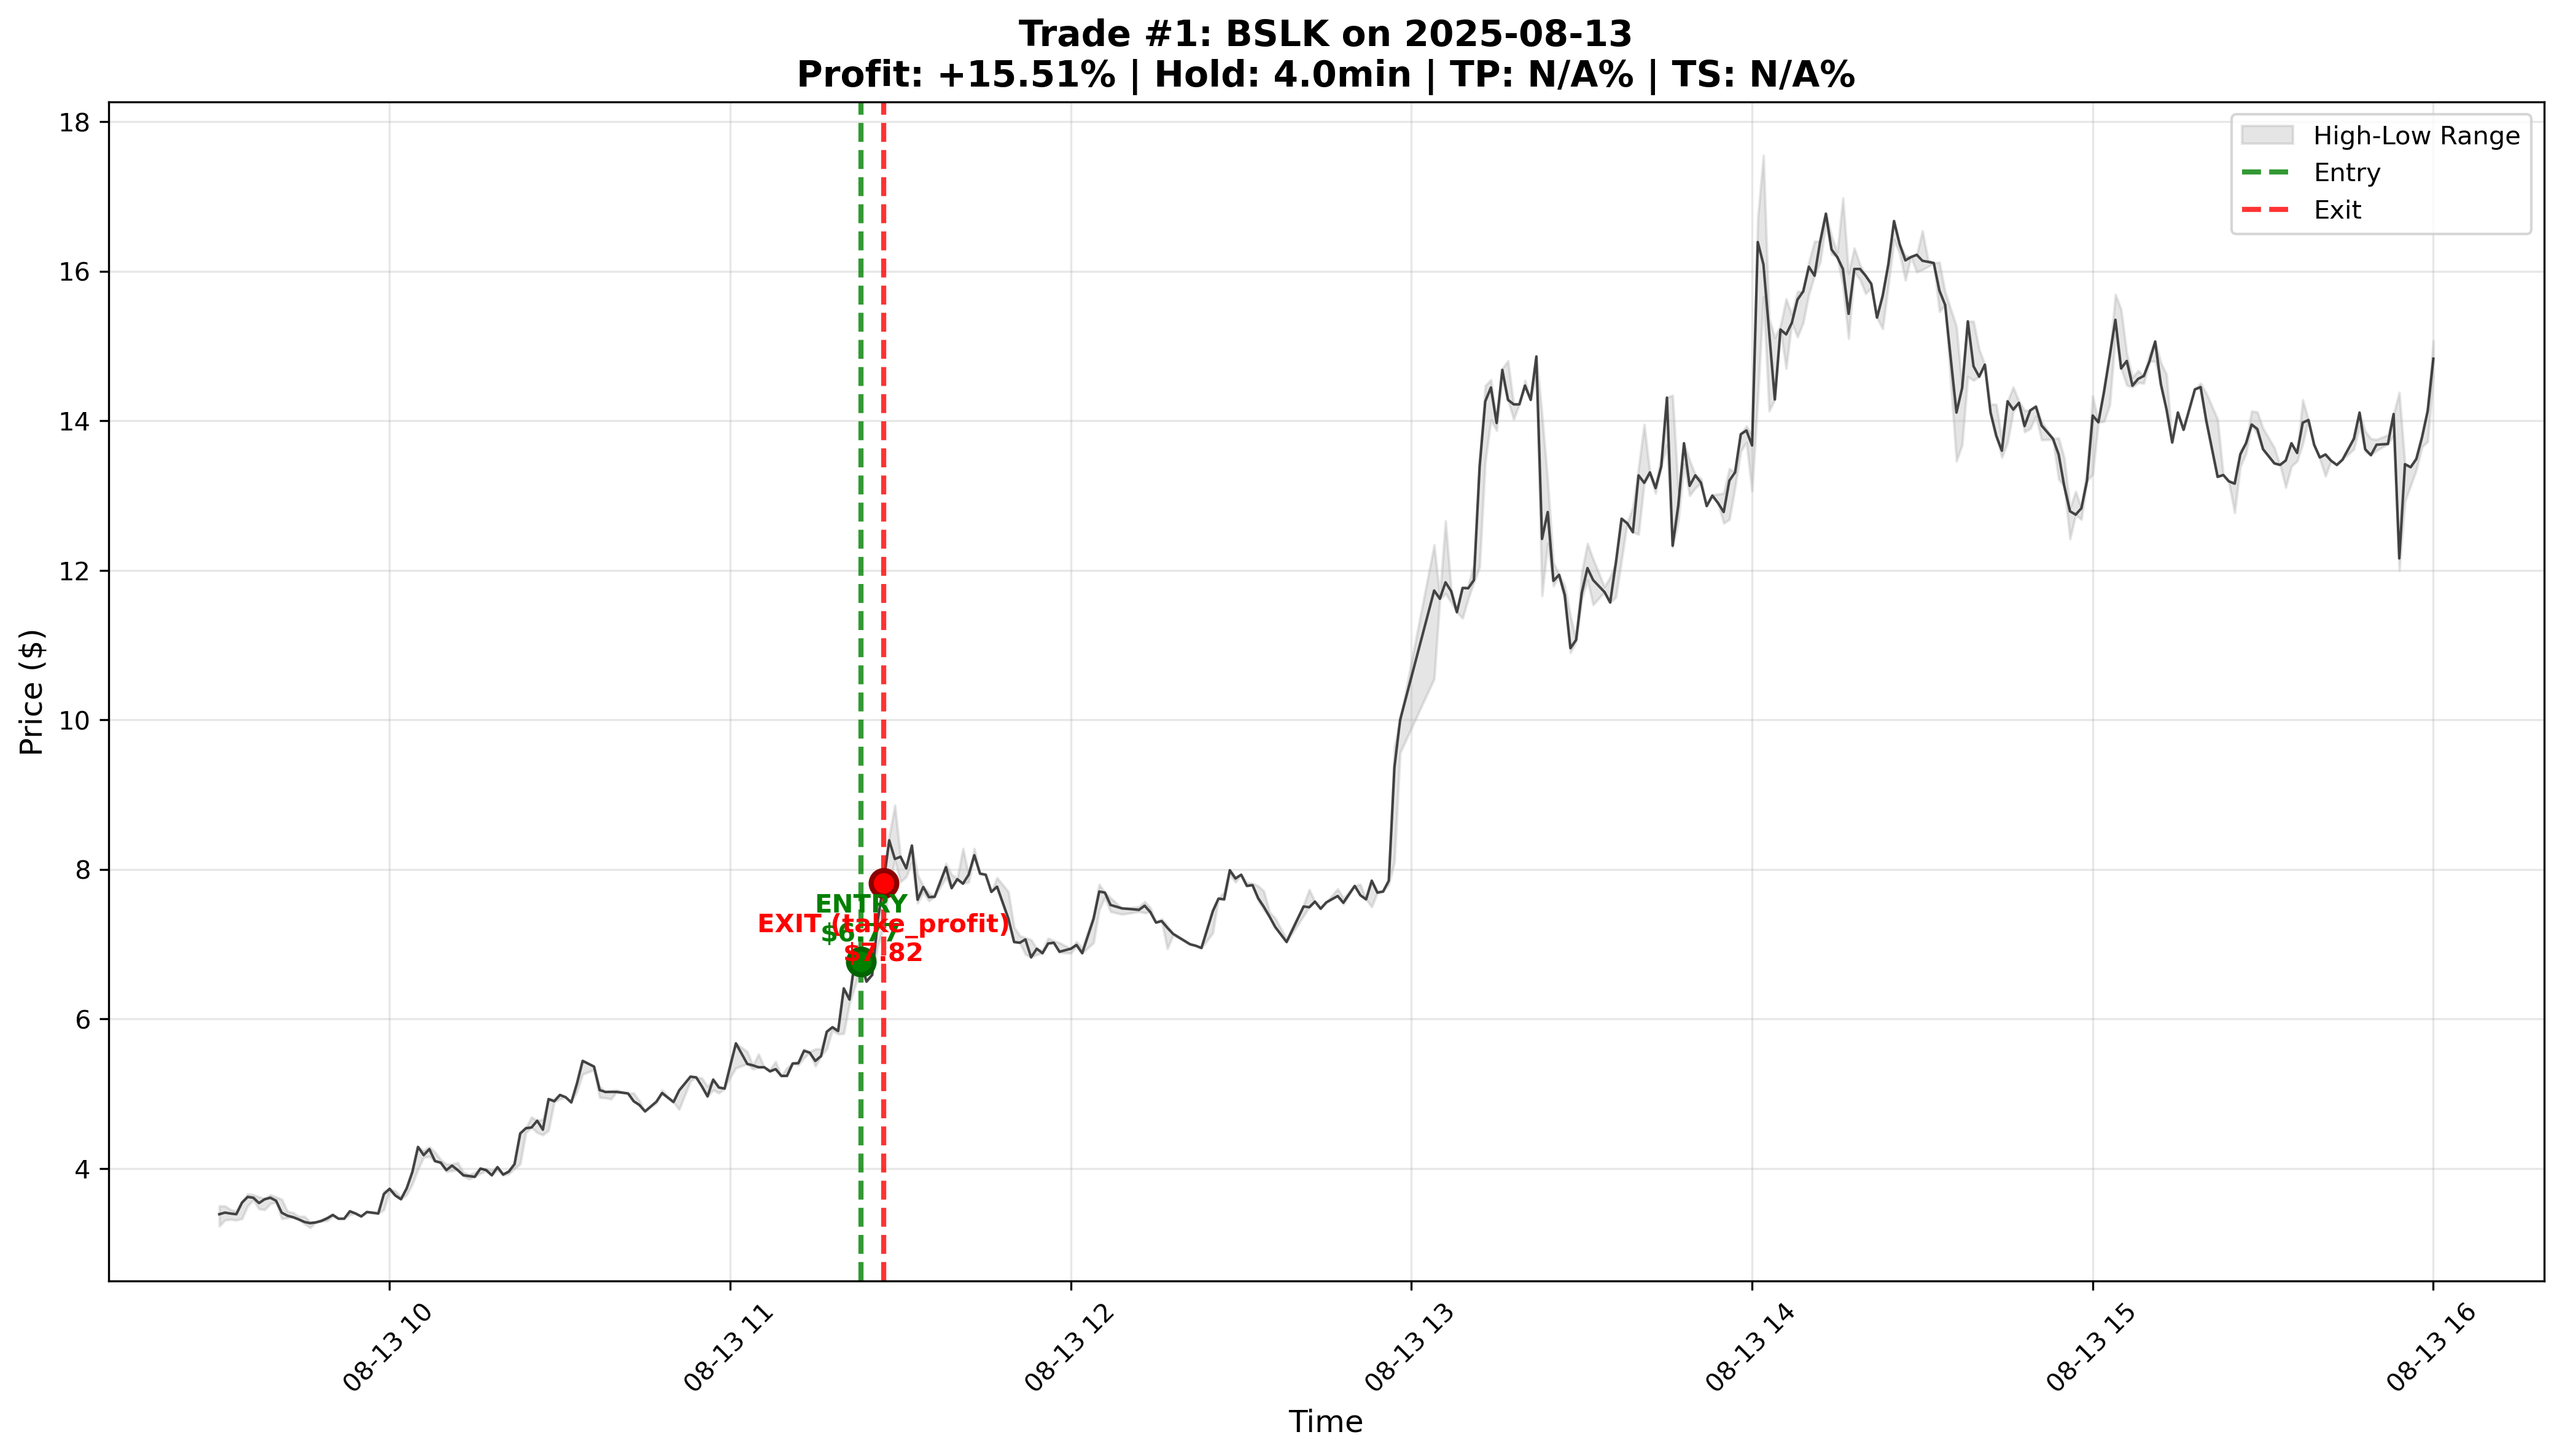 Trade #1: BSLK on 2025-08-13
Profit: +15.51% | Hold: 4.0min | TP: N/A% | TS: N/A%
High-Low Range
Entry
Exit
Price ($)
18
16
14
12
10
8
6
4
ENTRY
EXIT (take_profit)
$7.82
08-13 10
08-13 11
08-13 12
08-13 13
08-13 14
08-13 15
08-13 16
Time